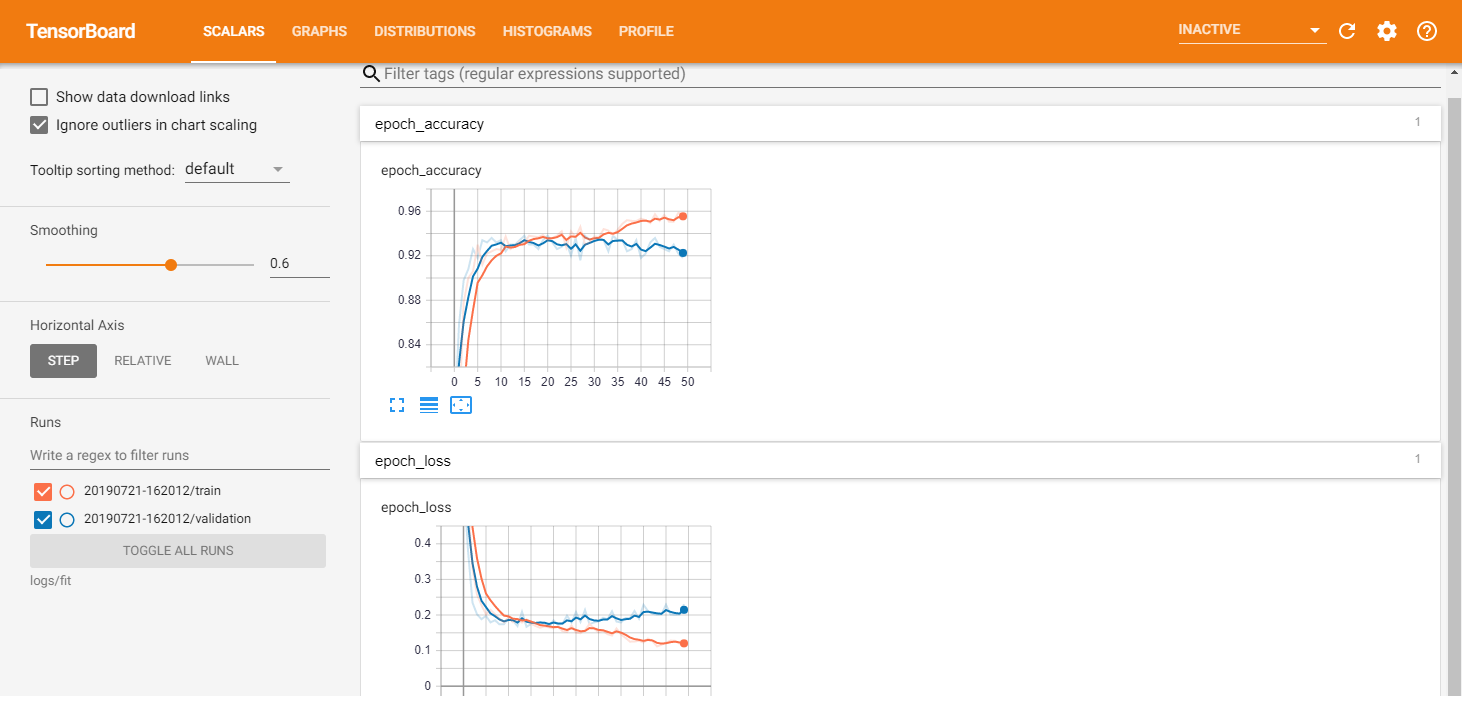 TensorBoard SCALARS GRAPHS DISTRIBUTIONS HISTOGRAMS PROFILE INACTIVE
Show data download links
Ignore outliers in chart scaling
Tooltip sorting method: default
Smoothing
0.6
Horizontal Axis
STEP RELATIVE WALL
Runs
Write a regex to filter runs
20190721-162012/train
20190721-162012/validation
TOGGLE ALL RUNS
logs/fit
Filter tags (regular expressions supported)
epoch_accuracy 1
epoch_accuracy
0.96
0.92
0.88
0.84
0 5 10 15 20 25 30 35 40 45 50
epoch_loss 1
epoch_loss
0.4
0.3
0.2
0.1
0